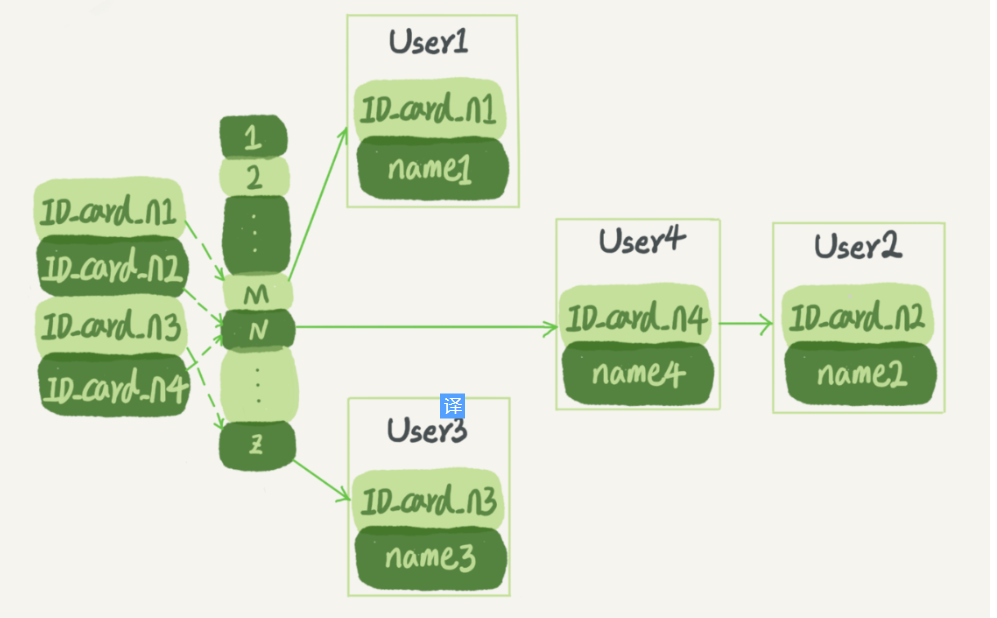 User1
ID_card_n1
name1
1
2
ID_card_n1
ID_card_n2
ID_card_n3
ID_card_n4
M
N
Z
User4
ID_card_n4
name4
User2
ID_card_n2
name2
译
User3
ID_card_n3
name3